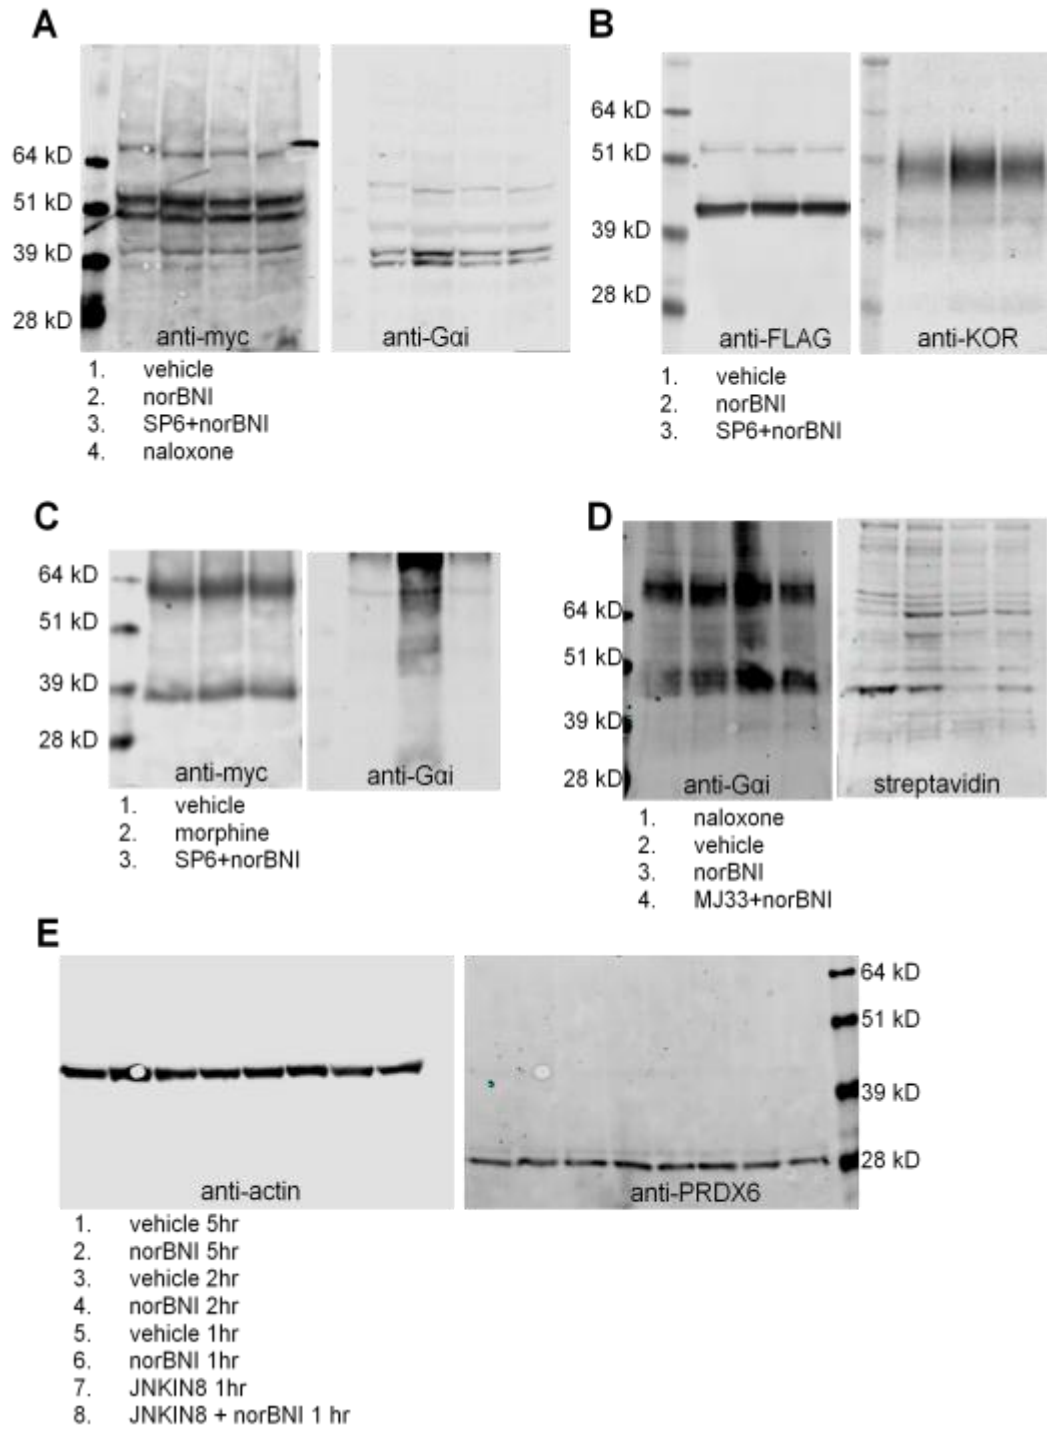 A
64 kD
51 kD
39 kD
28 kD
anti-myc
anti-Gαi
1. vehicle
2. norBNI
3. SP6+norBNI
4. naloxone
B
64 kD
51 kD
39 kD
28 kD
anti-FLAG
anti-KOR
1. vehicle
2. norBNI
3. SP6+norBNI
C
64 kD
51 kD
39 kD
28 kD
anti-myc
anti-Gαi
1. vehicle
2. morphine
3. SP6+norBNI
D
64 kD
51 kD
39 kD
28 kD
anti-Gαi
streptavidin
1. naloxone
2. vehicle
3. norBNI
4. MJ33+norBNI
E
64 kD
51 kD
39 kD
28 kD
anti-actin
anti-PRDX6
1. vehicle 5hr
2. norBNI 5hr
3. vehicle 2hr
4. norBNI 2hr
5. vehicle 1hr
6. norBNI 1hr
7. JNKIN8 1hr
8. JNKIN8 + norBNI 1 hr